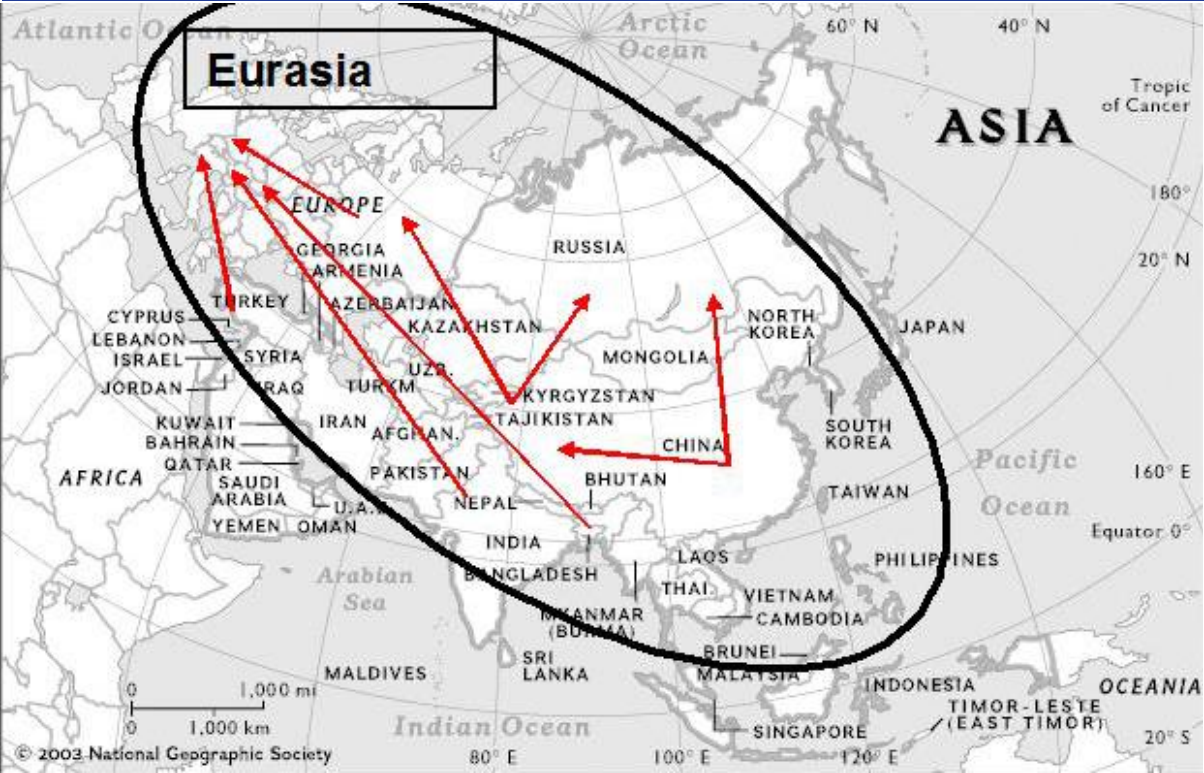 Atlantic Ocean
Arctic
Ocean
60° N
40° N
Eurasia
Tropic
of Cancer
ASIA
180°
EUROPE
GEORGIA
RUSSIA
20° N
ARMENIA
TURKEY
AZERBAIJAN
CYPRUS
KAZAKHSTAN
NORTH
KOREA
JAPAN
LEBANON
ISRAEL
SYRIA
MONGOLIA
UZB.
JORDAN
IRAQ
TURKM.
KYRGYZSTAN
TAJIKISTAN
KUWAIT
IRAN
AFGHAN.
SOUTH
KOREA
BAHRAIN
CHINA
QATAR
PAKISTAN
Pacific
Ocean
160° E
AFRICA
SAUDI
ARABIA
BHUTAN
TAIWAN
U.A.E.
NEPAL
YEMEN
OMAN
Equator 0°
INDIA
LAOS
PHILIPPINES
Arabian
Sea
BANGLADESH
THAI.
VIETNAM
MYANMAR
(BURMA)
CAMBODIA
SRI
LANKA
BRUNEI
MALDIVES
MALAYSIA
INDONESIA
OCEANIA
0
1,000 mi
0
1,000 km
TIMOR-LESTE
(EAST TIMOR)
Indian Ocean
SINGAPORE
20° S
© 2003 National Geographic Society
80° E
100° E
120° E